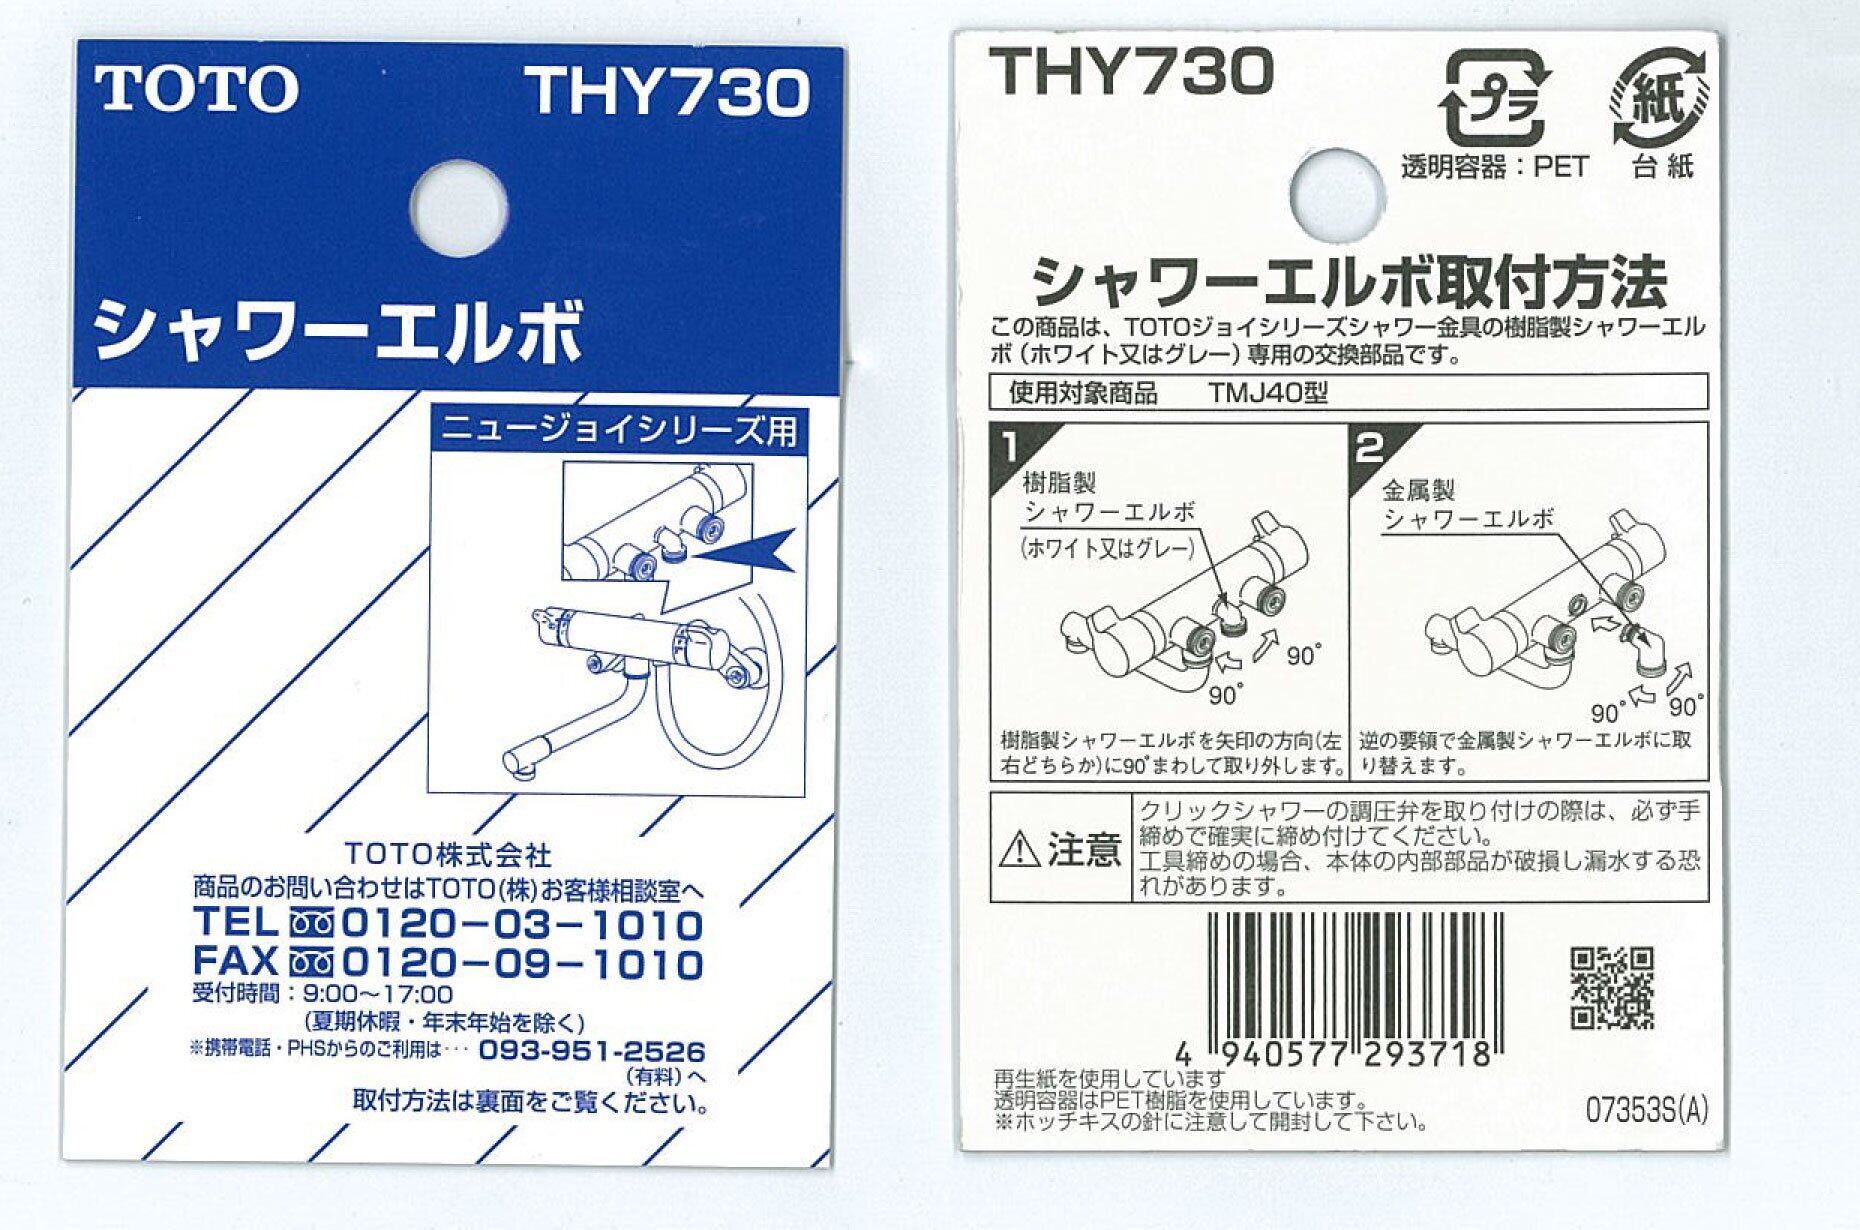 TOTO THY730
シャワーエルボ
ニュージョイシリーズ用
TOTO株式会社
商品のお問い合わせはTOTO(株)お客様相談室へ
TEL 0120-03-1010
FAX 0120-09-1010
受付時間：9:00～17:00
(夏期休暇・年末年始を除く)
※携帯電話・PHSからのご利用は… 093-951-2526
(有料)へ
取付方法は裏面をご覧ください。
THY730
プラ
紙
透明容器：PET 台紙
シャワーエルボ取付方法
この商品は、TOTOジョイシリーズシャワー金具の樹脂製シャワーエル
ボ(ホワイト又はグレー)専用の交換部品です。
使用対象商品 TMJ40型
1
樹脂製
シャワーエルボ
(ホワイト又はグレー)
90°
90°
樹脂製シャワーエルボを矢印の方向(左
右どちらか)に90°まわして取り外します。
2
金属製
シャワーエルボ
90°
90°
逆の要領で金属製シャワーエルボに取
り替えます。
注意
クリックシャワーの調圧弁を取り付けの際は、必ず手
締めで確実に締め付けてください。
工具締めの場合、本体の内部部品が破損し漏水する恐
れがあります。
4 940577 293718
再生紙を使用しています
透明容器はPET樹脂を使用しています。
※ホッチキスの針に注意して開封して下さい。
07353S(A)